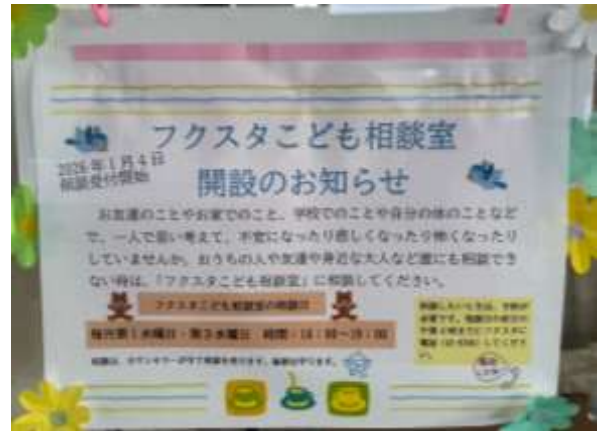 フクスタこども相談室
2026年1月4日
相談受付開始
開設のお知らせ
お友達のことやお家でのこと、学校でのことや自分の体のことなど
で、一人で思い考えて、不安になったり悲しくなったり怖くなったり
していませんか。おうちの人や友達や身近な大人など誰にも相談でき
ない時は、「フクスタこども相談室」に相談してください。
フクスタこども相談室の相談日
毎月第1水曜日・第3水曜日 時間:16:00~19:00